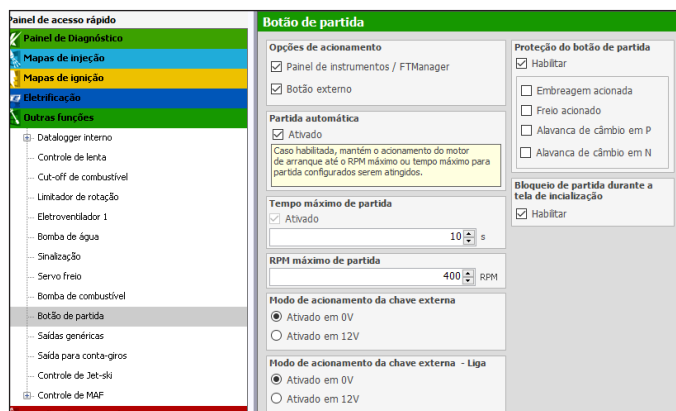 Painel de acesso rápido
Painel de Diagnóstico
Mapas de injeção
Mapas de ignição
Eletrificação
Outras funções
Datalogger interno
Controle de lenta
Cut-off de combustível
Limitador de rotação
Eletroventilador 1
Bomba de água
Sinalização
Servo freio
Bomba de combustível
Botão de partida
Saídas genéricas
Saída para conta-giros
Controle de Jet-ski
Controle de MAF
Botão de partida
Opções de acionamento
Painel de instrumentos / FTManager
Botão externo
Partida automática
Ativado
Caso habilitada, mantém o acionamento do motor
de arranque até o RPM máximo ou tempo máximo para
partida configurados serem atingidos.
Tempo máximo de partida
Ativado
10 s
RPM máximo de partida
400 RPM
Modo de acionamento da chave externa
Ativado em 0V
Ativado em 12V
Modo de acionamento da chave externa - Liga
Ativado em 0V
Ativado em 12V
Proteção do botão de partida
Habilitar
Embreagem acionada
Freio acionado
Alavanca de câmbio em P
Alavanca de câmbio em N
Bloqueio de partida durante a
tela de incialização
Habilitar